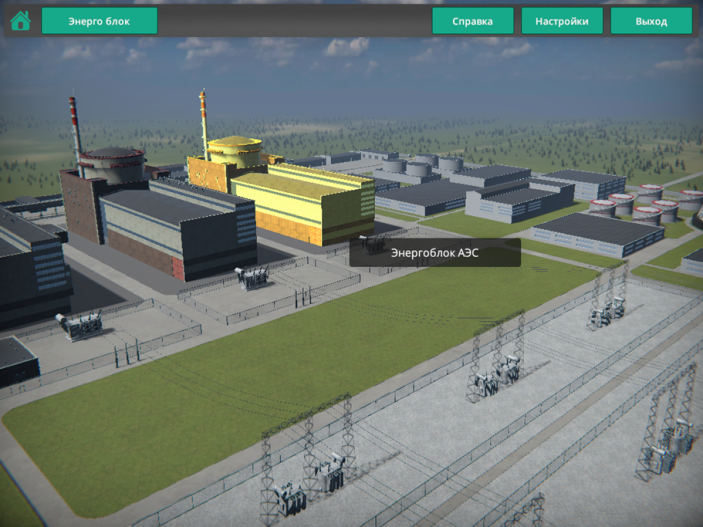 Энерго блок
Справка
Настройки
Выход
Энергоблок АЭС